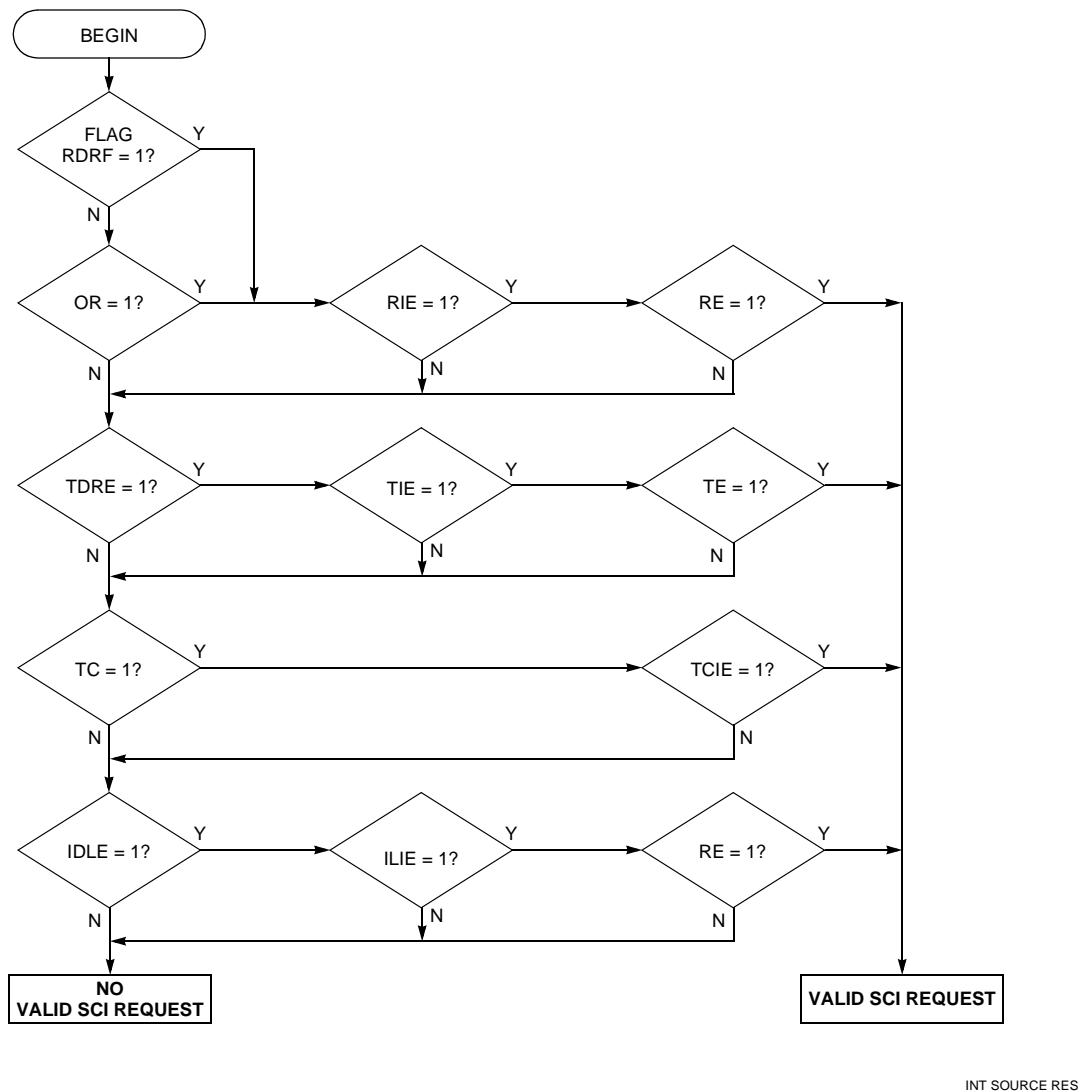 BEGIN
FLAG
RDRF = 1?
Y
N
OR = 1?
Y
RIE = 1?
Y
RE = 1?
Y
N
N
N
TDRE = 1?
Y
TIE = 1?
Y
TE = 1?
Y
N
N
N
TC = 1?
Y
TCIE = 1?
Y
N
N
IDLE = 1?
Y
ILIE = 1?
Y
RE = 1?
Y
N
N
N
NO
VALID SCI REQUEST
VALID SCI REQUEST
INT SOURCE RES